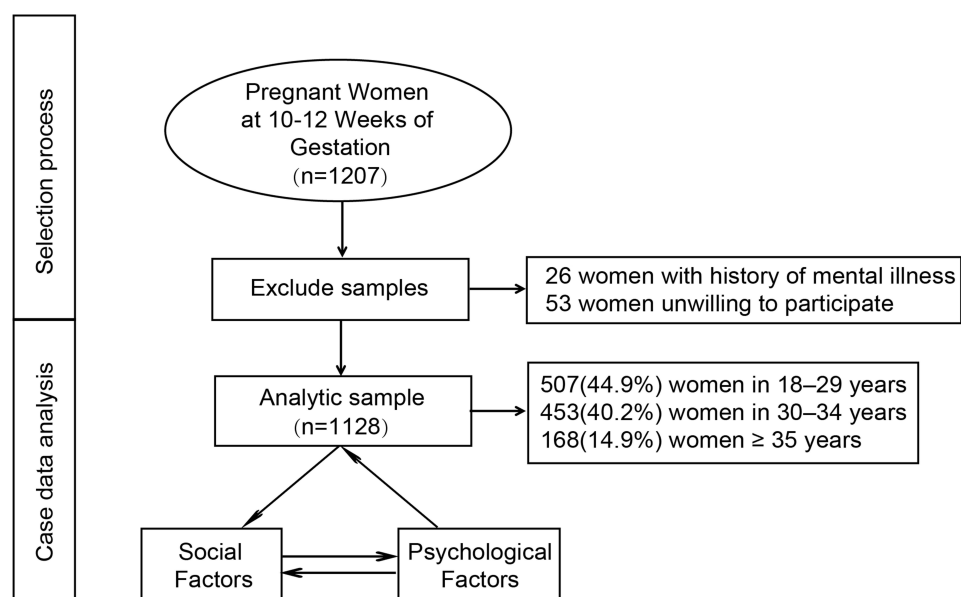 Selection process
Pregnant Women
at 10-12 Weeks of
Gestation
(n=1207)
Exclude samples
26 women with history of mental illness
53 women unwilling to participate
Case data analysis
Analytic sample
(n=1128)
507(44.9%) women in 18–29 years
453(40.2%) women in 30–34 years
168(14.9%) women ≥ 35 years
Social
Factors
Psychological
Factors